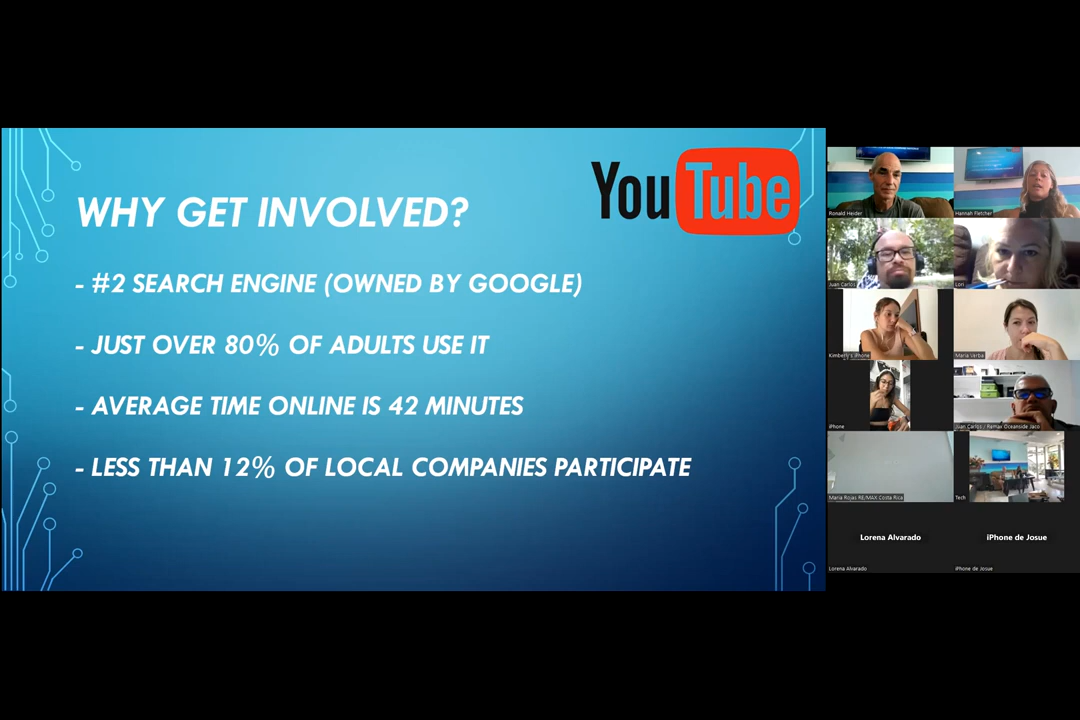 WHY GET INVOLVED?
YouTube
- #2 SEARCH ENGINE (OWNED BY GOOGLE)
- JUST OVER 80% OF ADULTS USE IT
- AVERAGE TIME ONLINE IS 42 MINUTES
- LESS THAN 12% OF LOCAL COMPANIES PARTICIPATE
Ronald Heider
Hannah Fletcher
Juan Carlos
Lori
Kimberly's iPhone
Maria Verba
iPhone
Juan Carlos / Remax Oceanside Jaco
Maria Rojas RE/MAX Costa Rica
Tech
Lorena Alvarado
iPhone de Josue
Lorena Alvarado
iPhone de Josue